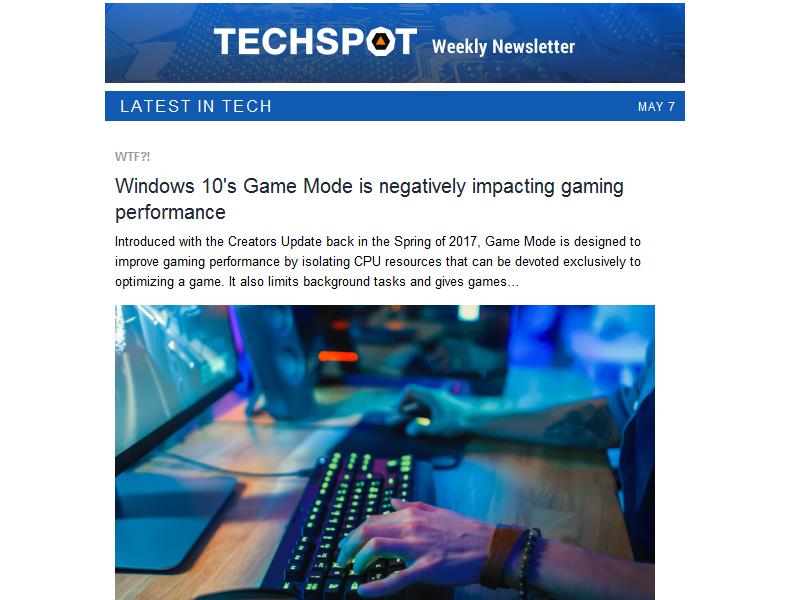 TECHSPOT Weekly Newsletter
LATEST IN TECH MAY 7
WTF?!
Windows 10's Game Mode is negatively impacting gaming
performance
Introduced with the Creators Update back in the Spring of 2017, Game Mode is designed to
improve gaming performance by isolating CPU resources that can be devoted exclusively to
optimizing a game. It also limits background tasks and gives games…